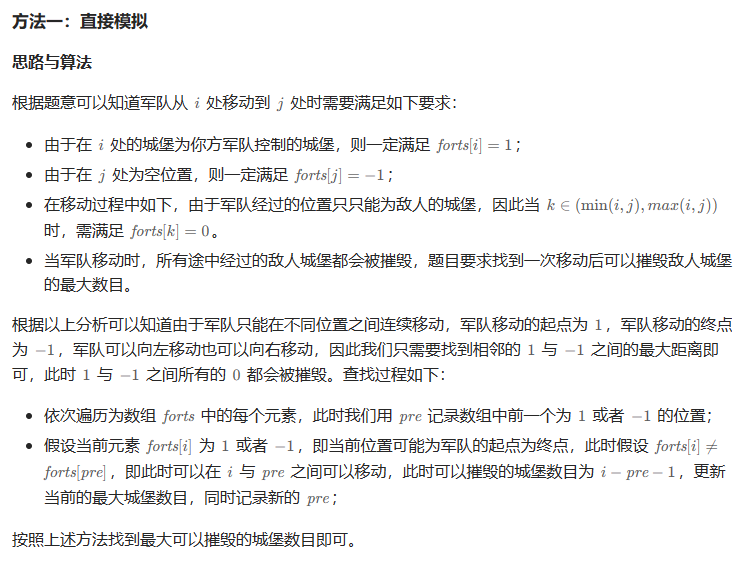 方法一：直接模拟
思路与算法
根据题意可以知道军队从 i 处移动到 j 处时需要满足如下要求：
• 由于在 i 处的城堡为你方军队控制的城堡，则一定满足 forts[i] = 1；
• 由于在 j 处为空位置，则一定满足 forts[j] = −1；
• 在移动过程中如下，由于军队经过的位置只只能为敌人的城堡，因此当 k ∈ (min(i, j), max(i, j))
时，需满足 forts[k] = 0。
• 当军队移动时，所有途中经过的敌人城堡都会被摧毁，题目要求找到一次移动后可以摧毁敌人城堡
的最大数目。
根据以上分析可以知道由于军队只能在不同位置之间连续移动，军队移动的起点为 1，军队移动的终点
为 −1，军队可以向左移动也可以向右移动，因此我们只需要找到相邻的 1 与 −1 之间的最大距离即
可，此时 1 与 −1 之间所有的 0 都会被摧毁。查找过程如下：
• 依次遍历为数组 forts 中的每个元素，此时我们用 pre 记录数组中前一个为 1 或者 −1 的位置；
• 假设当前元素 forts[i] 为 1 或者 −1，即当前位置可能为军队的起点为终点，此时假设 forts[i] ≠
forts[pre]，即此时可以在 i 与 pre 之间可以移动，此时可以摧毁的城堡数目为 i − pre − 1，更新
当前的最大城堡数目，同时记录新的 pre；
按照上述方法找到最大可以摧毁的城堡数目即可。